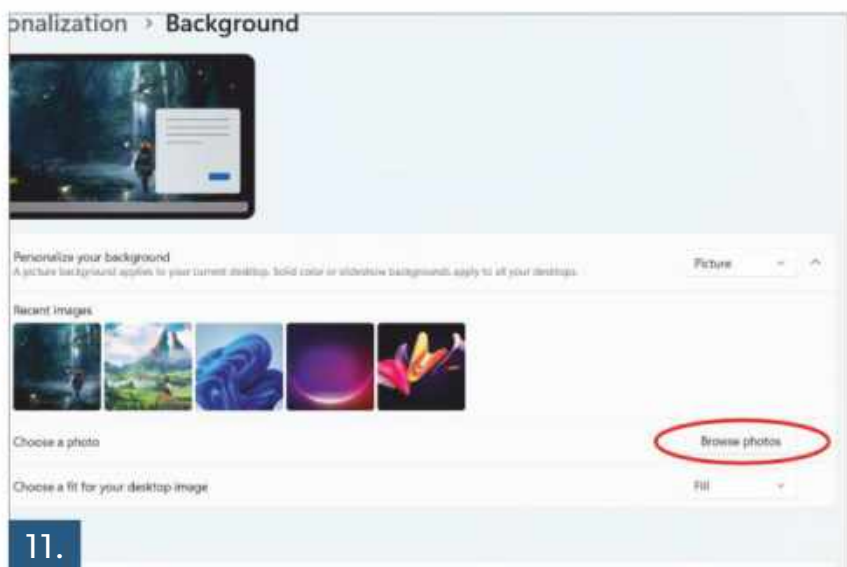 onalization > Background
Personalize your background
Picture
A picture background applies to your current desktop. Solid color or slideshow backgrounds apply to all your desktops.
Recent images
Choose a photo
Browse photos
Choose a fit for your desktop image
Fill
11.